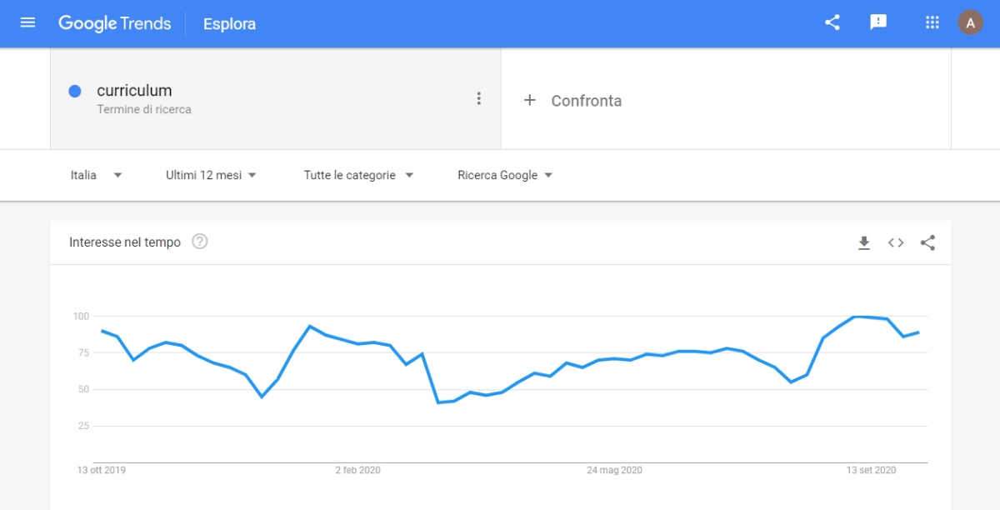 Google Trends Esplora A
curriculum
Termine di ricerca
+ Confronta
Italia Ultimi 12 mesi Tutte le categorie Ricerca Google
Interesse nel tempo ?
100
75
50
25
13 ott 2019 2 feb 2020 24 mag 2020 13 set 2020